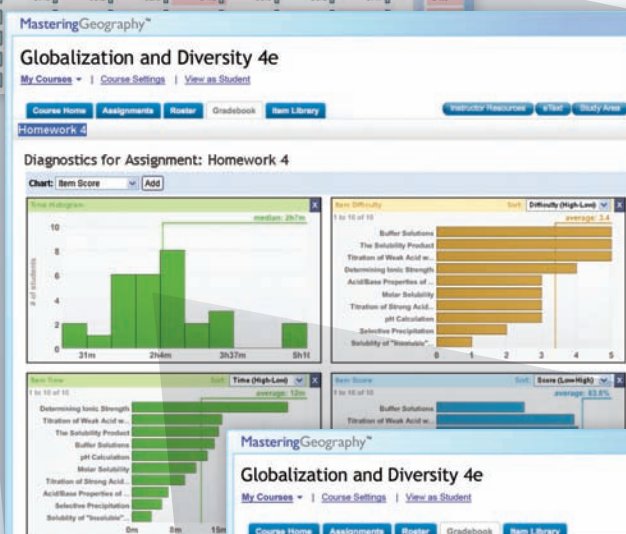 MasteringGeography™
Globalization and Diversity 4e
My Courses | Course Settings | View as Student
Course Home Assignments Roster Gradebook Item Library Instructor Resources eText Study Area
Homework 4
Diagnostics for Assignment: Homework 4
Chart: Item Score Add
Time Histogram X
median: 2h7m
# of students
10
8
6
4
2
0
31m 2h4m 3h37m 5h10
Item Difficulty Sort: Difficulty (High-Low) X
1 to 10 of 10 average: 3.4
Buffer Solutions
The Solubility Product
Titration of Weak Acid w...
Determining Ionic Strength
Acid/Base Properties of ...
Molar Solubility
Titration of Strong Acid...
pH Calculation
Selective Precipitation
Solubility of "Insoluble"...
0 1 2 3 4 5
Item Time Sort: Time (High-Low) X
1 to 10 of 10 average: 12m
Determining Ionic Strength
Titration of Weak Acid w...
The Solubility Product
Buffer Solutions
pH Calculation
Molar Solubility
Titration of Strong Acid...
Acid/Base Properties of ...
Selective Precipitation
Solubility of "Insoluble"...
0m 8m 15m
Item Score Sort: Score (Low-High) X
1 to 10 of 10 average: 83.8%
Buffer Solutions
Titration of Weak Acid w...
MasteringGeography™
Globalization and Diversity 4e
My Courses | Course Settings | View as Student
Course Home Assignments Roster Gradebook Item Library